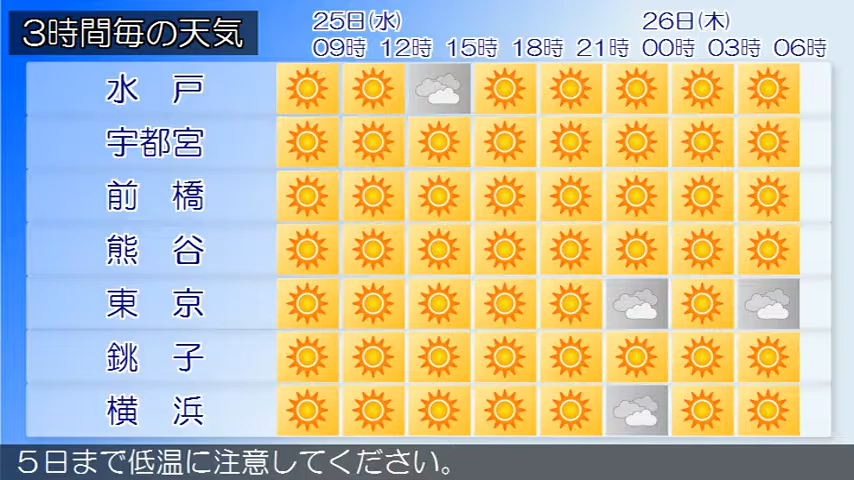 3時間毎の天気
25日(水) 26日(木)
09時 12時 15時 18時 21時 00時 03時 06時
水戸
宇都宮
前橋
熊谷
東京
銚子
横浜
５日まで低温に注意してください。